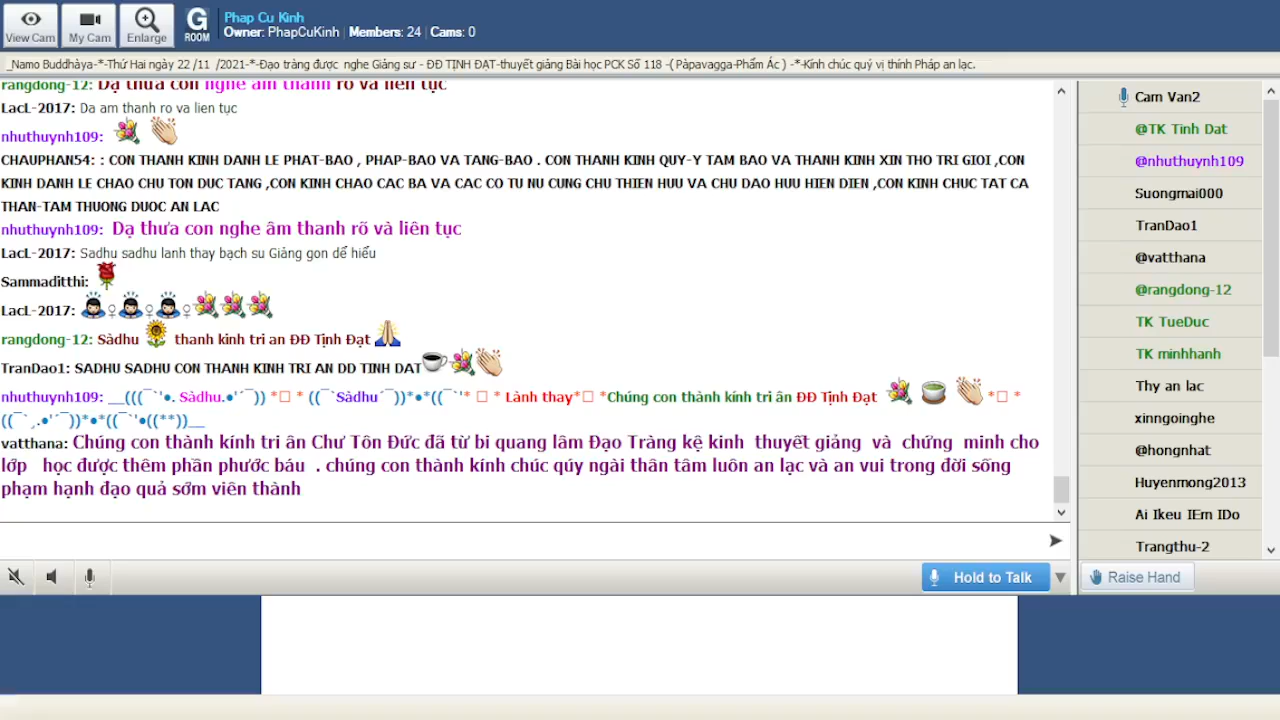 View Cam
My Cam
Enlarge
G
ROOM
Phap Cu Kinh
Owner: PhapCuKinh | Members: 24 | Cams: 0
_Namo Buddhàya-*-Thứ Hai ngày 22 /11 /2021-*-Đạo tràng được nghe Giảng sư - ĐĐ TỊNH ĐẠT-thuyết giảng Bài học PCK Số 118 -( Pàpavagga-Phẩm Ác ) -*-Kính chúc quý vị thính Pháp an lạc.
rangdong-12: Dạ thưa con nghe âm thanh rõ và liên tục
LacL-2017: Da am thanh ro va lien tục
nhuthuynh109:
CHAUPHAN54: : CON THANH KINH DANH LE PHAT-BAO , PHAP-BAO VA TANG-BAO . CON THANH KINH QUY-Y TAM BAO VA THANH KINH XIN THO TRI GIOI ,CON
KINH DANH LE CHAO CHU TON DUC TANG ,CON KINH CHAO CAC BA VA CAC CO TU NU CUNG CHU THIEN HUU VA CHU DAO HUU HIEN DIEN ,CON KINH CHUC TAT CA
THAN-TAM THUONG DUOC AN LAC
nhuthuynh109: Dạ thưa con nghe âm thanh rõ và liên tục
LacL-2017: Sadhu sadhu lanh thay bạch su Giảng gon dể hiểu
Sammaditthi:
LacL-2017:
rangdong-12: Sàdhu thanh kinh tri an ĐĐ Tịnh Đạt
TranDao1: SADHU SADHU CON THANH KINH TRI AN DD TINH DAT
nhuthuynh109: __(((¯`'•. Sàdhu.•'´¯)) *□ * ((¯`Sàdhu´¯))*•*((¯`'* □ * Lành thay*□ *Chúng con thành kính tri ân ĐĐ Tịnh Đạt *□ *
((¯`¸.•'´¯))*•*((¯`'•((**))__
vatthana: Chúng con thành kính tri ân Chư Tôn Đức đã từ bi quang lâm Đạo Tràng kệ kinh thuyết giảng và chứng minh cho
lớp học được thêm phần phước báu . chúng con thành kính chúc qúy ngài thân tâm luôn an lạc và an vui trong đời sống
phạm hạnh đạo quả sớm viên thành
Hold to Talk
Cam Van2
@TK Tinh Dat
@nhuthuynh109
Suongmai000
TranDao1
@vatthana
@rangdong-12
TK TueDuc
TK minhhanh
Thy an lac
xinngoinghe
@hongnhat
Huyenmong2013
Ai Ikeu IEm IDo
Trangthu-2
Raise Hand